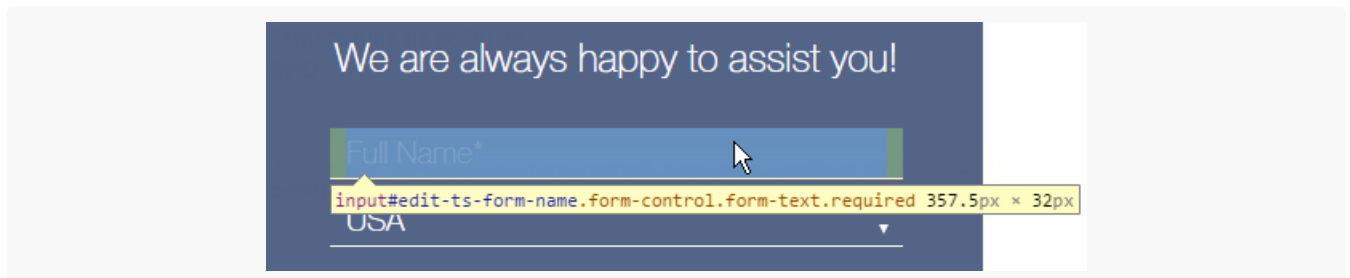 We are always happy to assist you!
Full Name*
input#edit-ts-form-name.form-control.form-text.required 357.5px × 32px
USA